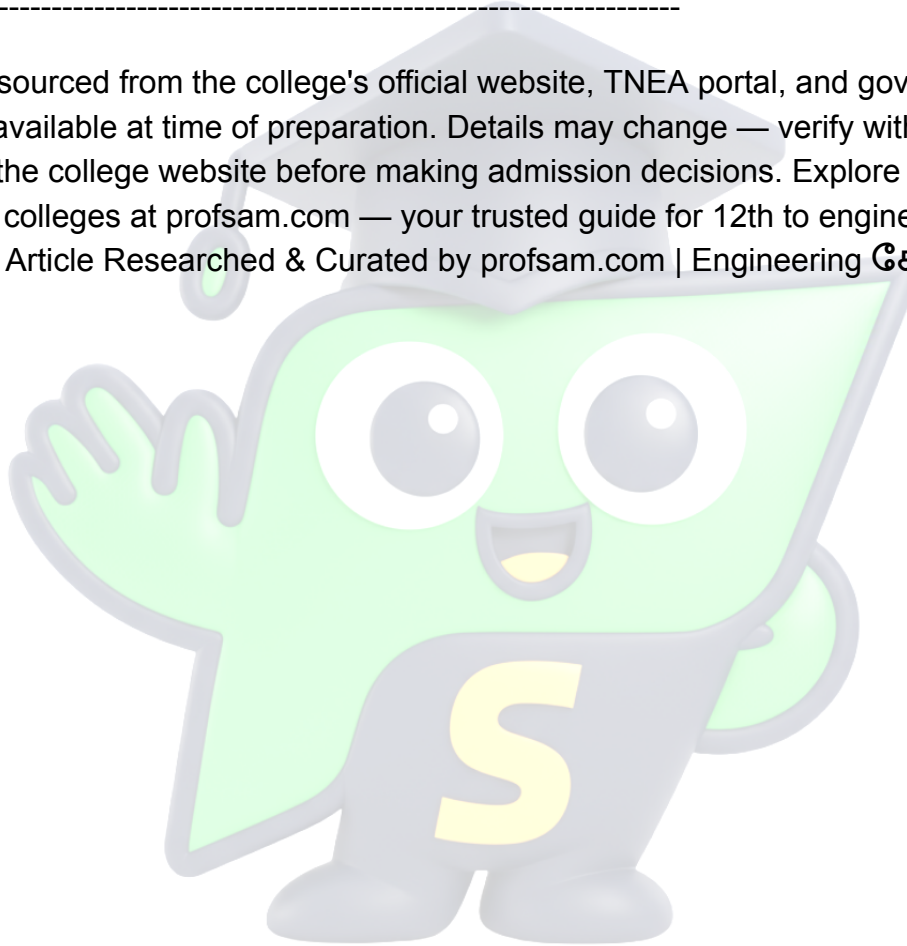 sourced from the college's official website, TNEA portal, and gov
available at time of preparation. Details may change — verify with
the college website before making admission decisions. Explore
colleges at profsam.com — your trusted guide for 12th to engine
Article Researched & Curated by profsam.com | Engineering
S